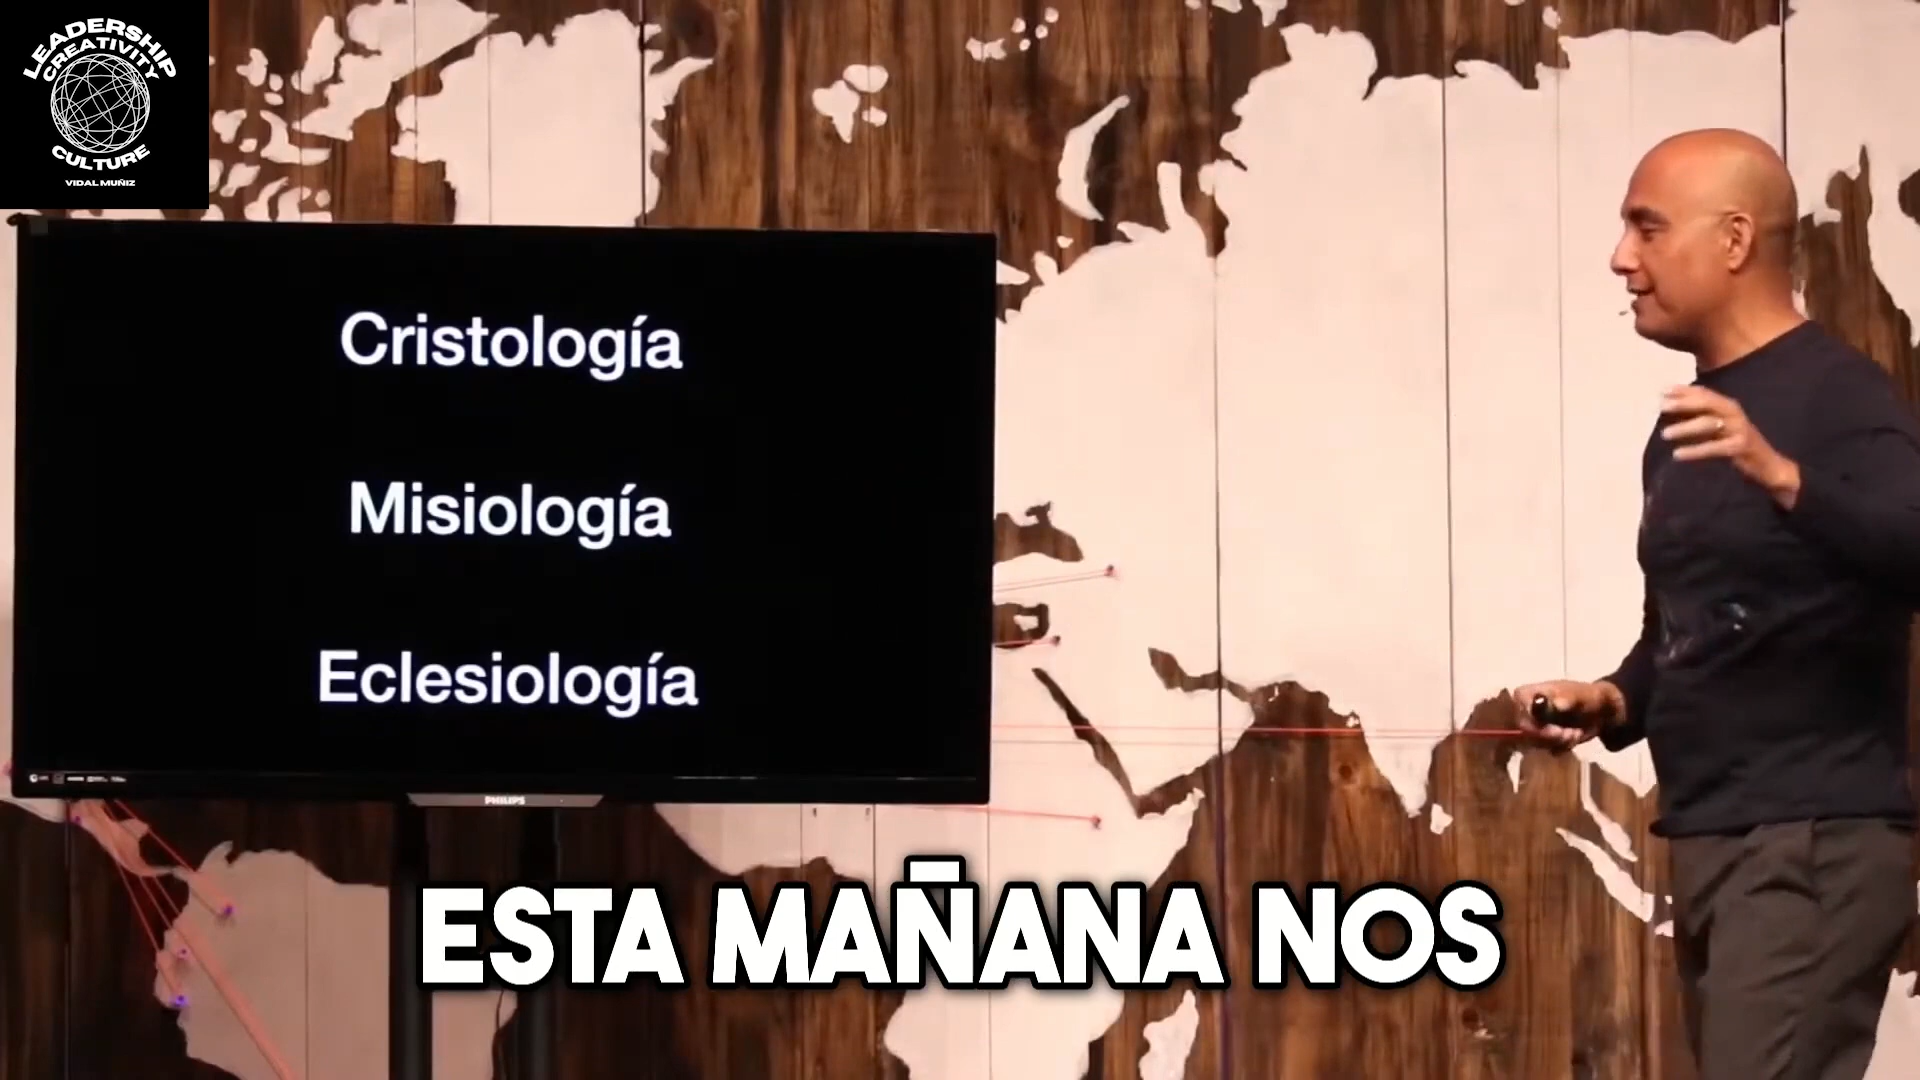 LEADERSHIP
CREATIVITY
CULTURE
VIDAL MUÑIZ
Cristología
Misiología
Eclesiología
PHILIPS
ESTA MAÑANA NOS